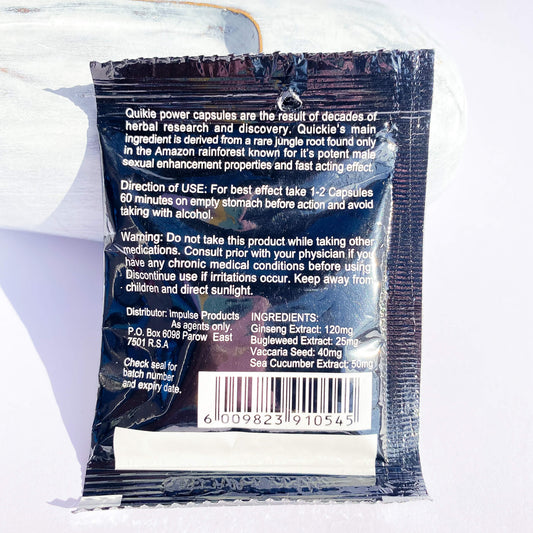 Quikie power capsules are the result of decades of
herbal research and discovery. Quickie's main
ingredient is derived from a rare jungle root found only
in the Amazon rainforest known for it's potent male
sexual enhancement properties and fast acting effect.
Direction of USE: For best effect take 1-2 Capsules
60 minutes on empty stomach before action and avoid
taking with alcohol.
Warning: Do not take this product while taking other
medications. Consult prior with your physician if you
have any chronic medical conditions before using.
Discontinue use if irritations occur. Keep away from
children and direct sunlight.
Distributor: Impulse Products
As agents only.
P.O. Box 6098 Parow East
7501 R.S.A
Check seal for
batch number
and expiry date.
INGREDIENTS:
Ginseng Extract: 120mg
Bugleweed Extract: 25mg
Vaccaria Seed: 40mg
Sea Cucumber Extract: 50mg
6 009823 910545